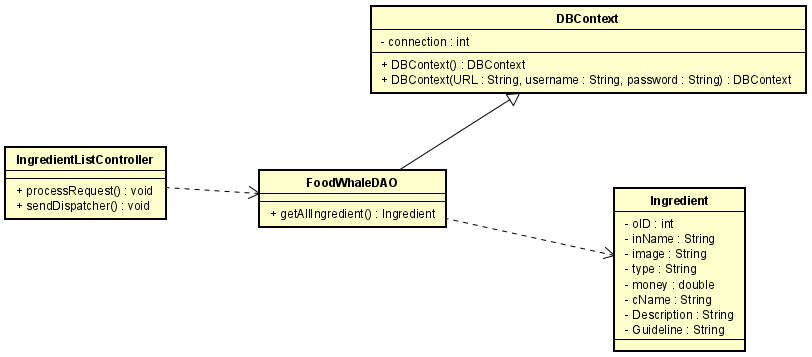 DBContext
- connection : int
+ DBContext() : DBContext
+ DBContext(URL : String, username : String, password : String) : DBContext
IngredientListController
+ processRequest() : void
+ sendDispatcher() : void
FoodWhaleDAO
+ getAllIngredient() : Ingredient
Ingredient
- oID : int
- inName : String
- image : String
- type : String
- money : double
- cName : String
- Description : String
- Guideline : String